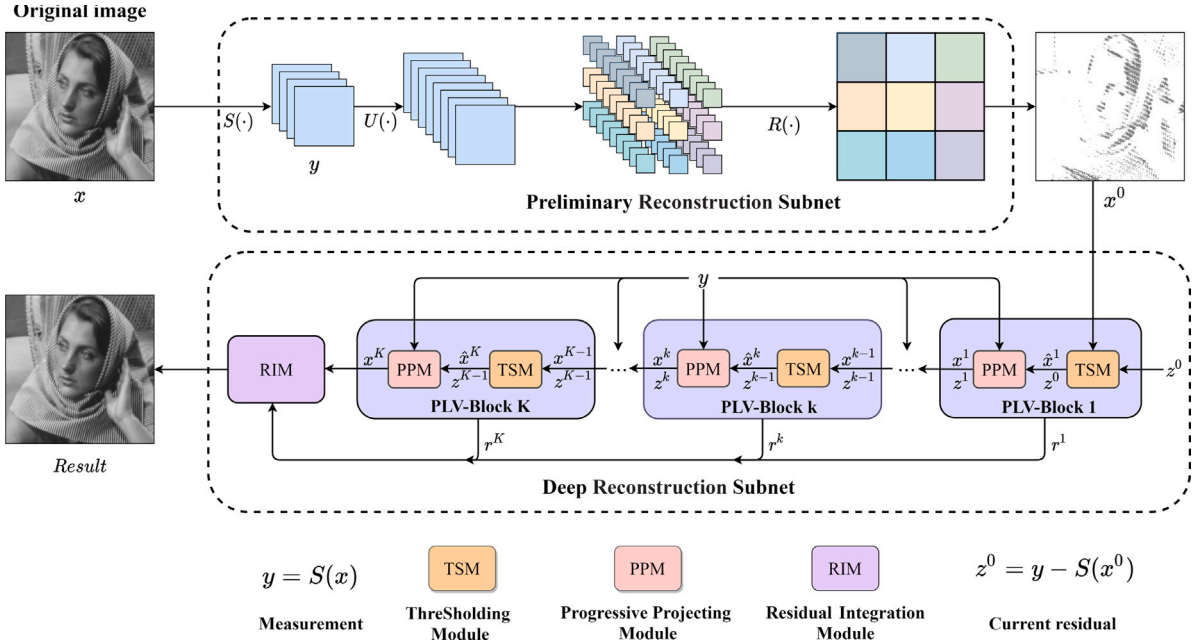 Original image
x
S(·)
y
U(·)
R(·)
x^0
Preliminary Reconstruction Subnet
y
RIM
x^K
PPM
x̂^K
z^{K-1}
TSM
x^{K-1}
z^{K-1}
...
x^k
z^k
PPM
x̂^k
z^{k-1}
TSM
x^{k-1}
z^{k-1}
...
x^1
z^1
PPM
x̂^1
z^0
TSM
z^0
PLV-Block K
PLV-Block k
PLV-Block 1
r^K
r^k
r^1
Result
Deep Reconstruction Subnet
y = S(x)
TSM
PPM
RIM
z^0 = y − S(x^0)
Measurement
ThreSholding
Module
Progressive Projecting
Module
Residual Integration
Module
Current residual